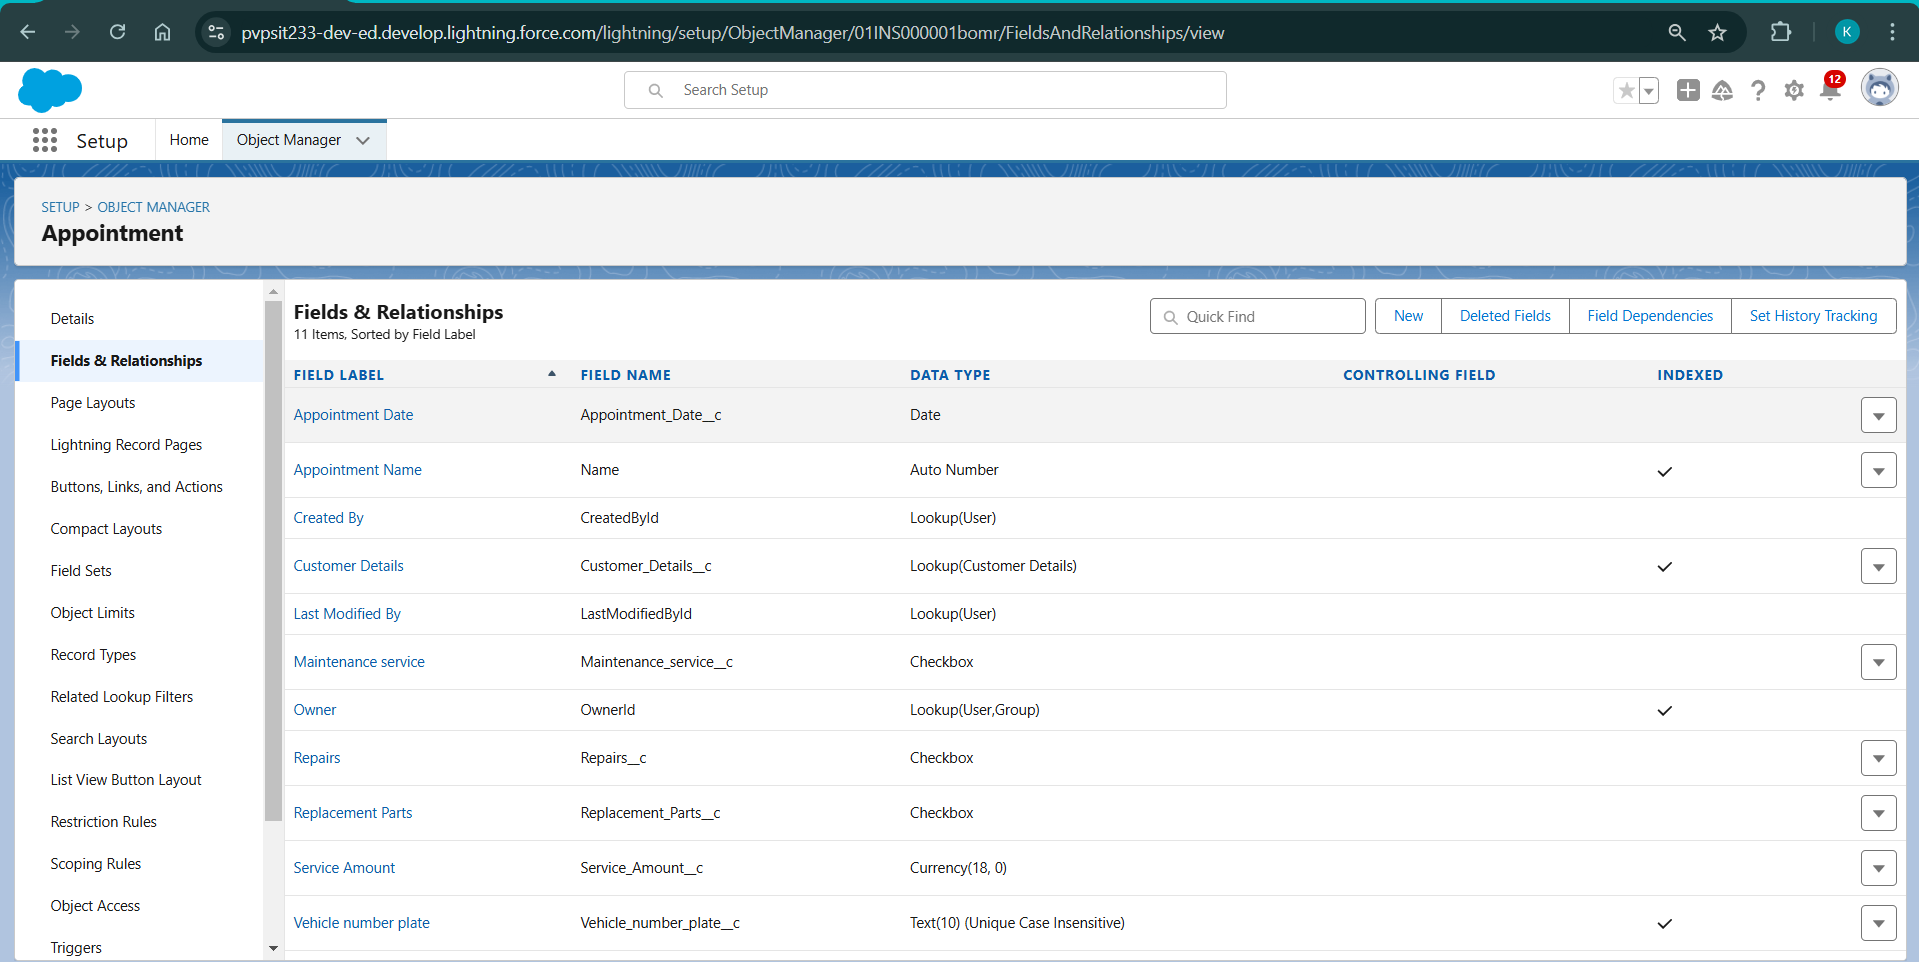 pvpsit233-dev-ed.develop.lightning.force.com/lightning/setup/ObjectManager/01INS000001bomr/FieldsAndRelationships/view
K
Search Setup
12
Setup
Home
Object Manager
SETUP > OBJECT MANAGER
Appointment
Details
Fields & Relationships
Page Layouts
Lightning Record Pages
Buttons, Links, and Actions
Compact Layouts
Field Sets
Object Limits
Record Types
Related Lookup Filters
Search Layouts
List View Button Layout
Restriction Rules
Scoping Rules
Object Access
Triggers
Fields & Relationships
11 Items, Sorted by Field Label
Quick Find
New
Deleted Fields
Field Dependencies
Set History Tracking
FIELD LABEL FIELD NAME DATA TYPE CONTROLLING FIELD INDEXED
Appointment Date Appointment_Date__c Date
Appointment Name Name Auto Number
Created By CreatedById Lookup(User)
Customer Details Customer_Details__c Lookup(Customer Details)
Last Modified By LastModifiedById Lookup(User)
Maintenance service Maintenance_service__c Checkbox
Owner OwnerId Lookup(User,Group)
Repairs Repairs__c Checkbox
Replacement Parts Replacement_Parts__c Checkbox
Service Amount Service_Amount__c Currency(18, 0)
Vehicle number plate Vehicle_number_plate__c Text(10) (Unique Case Insensitive)